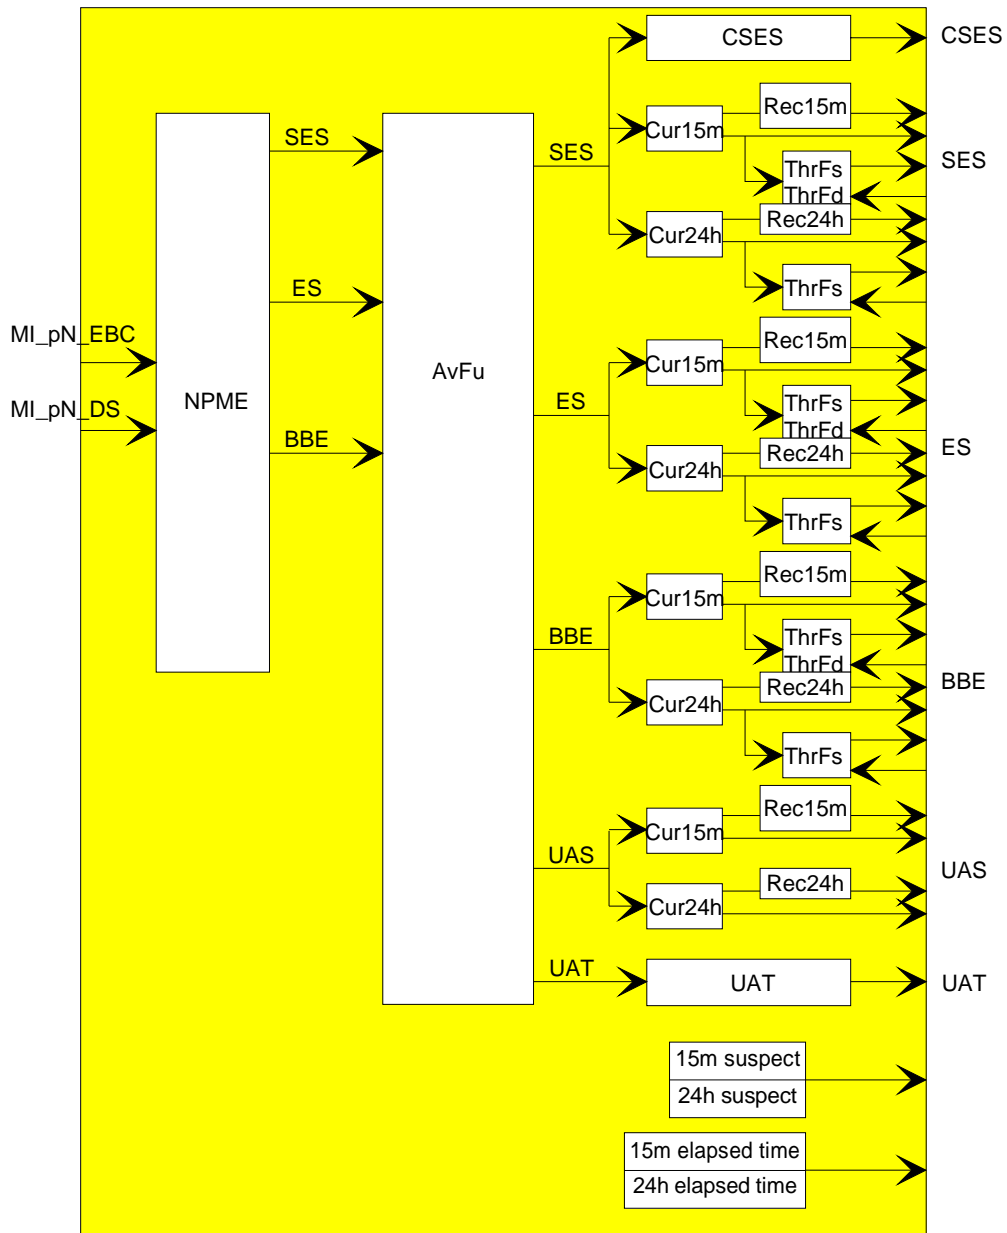 CSES
CSES
Rec15m
SES
Cur15m
SES
SES
ThrFs
ThrFd
Rec24h
Cur24h
ES
ThrFs
MI_pN_EBC
Rec15m
Cur15m
AvFu
MI_pN_DS
NPME
ES
ThrFs
ThrFd
BBE
Rec24h
ES
Cur24h
ThrFs
Rec15m
Cur15m
BBE
ThrFs
ThrFd
Rec24h
BBE
Cur24h
ThrFs
Rec15m
Cur15m
UAS
Rec24h
UAS
Cur24h
UAT
UAT
UAT
15m suspect
24h suspect
15m elapsed time
24h elapsed time